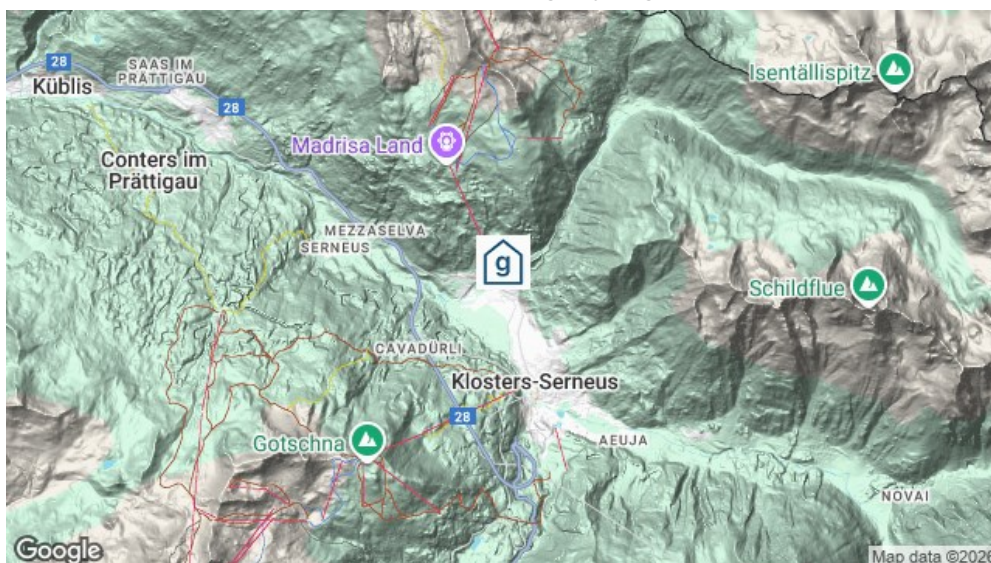 28
SAAS IM
PRÄTTIGAU
Küblis
28
Isentällispitz
Madrisa Land
Conters im
Prättigau
MEZZASELVA
SERNEUS
g
Schildflue
CAVADÜRLI
Klosters-Serneus
28
Gotschna
AEUJA
NOVAI
Google
Map data ©2026